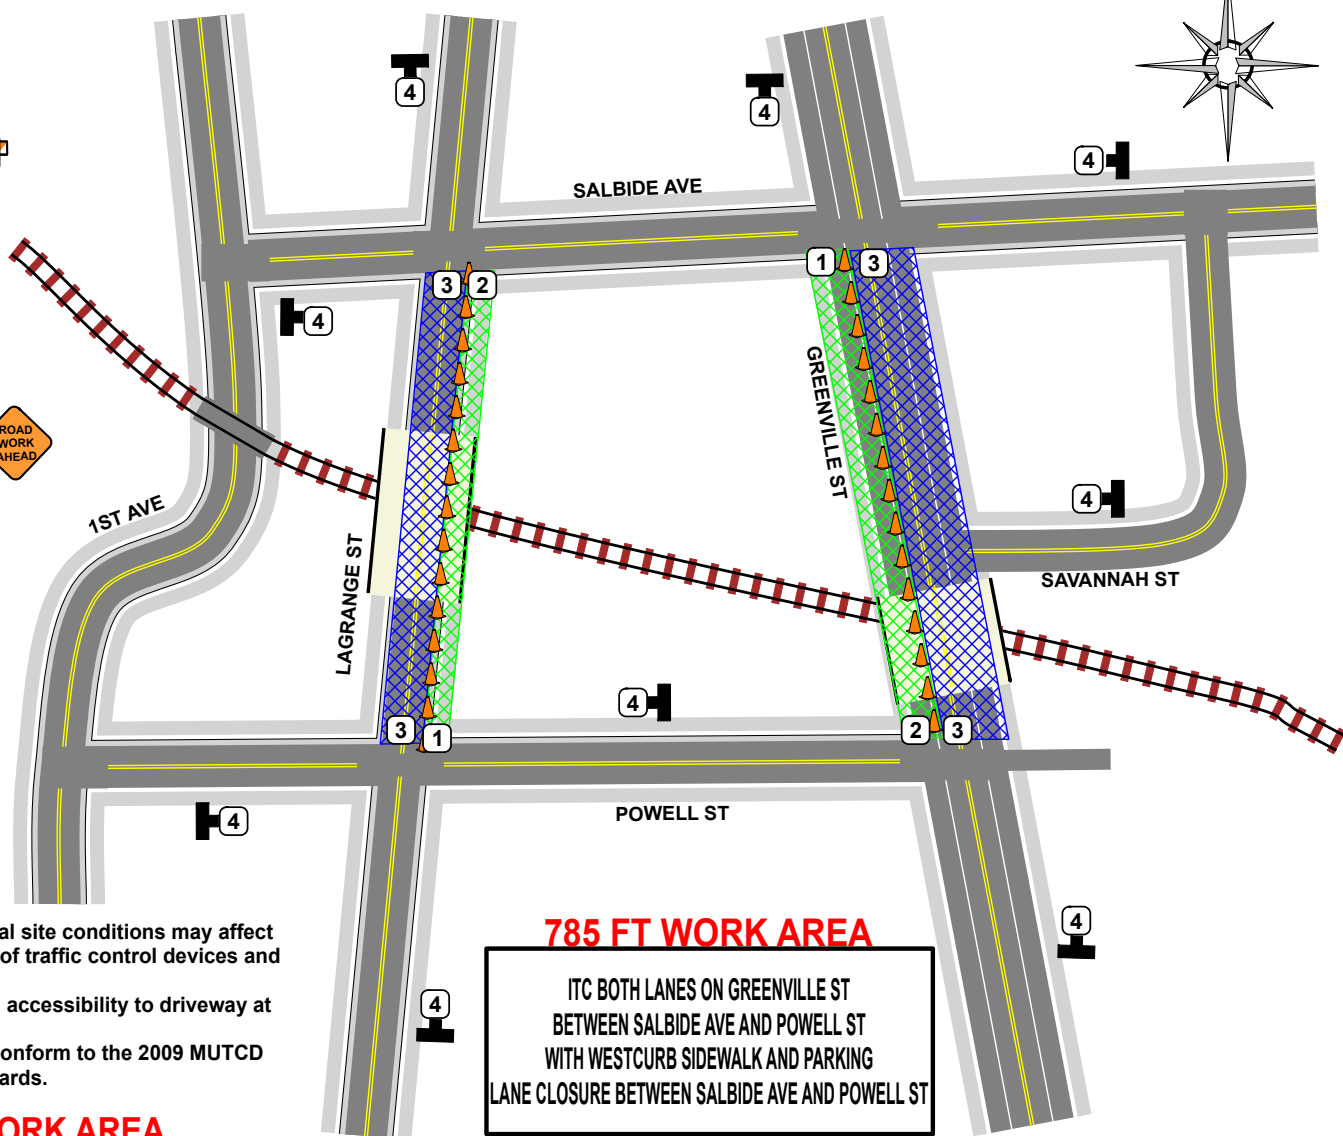 4
4
4
SALBIDE AVE
1
3
3
2
4
GREENVILLE ST
ROAD
WORK
AHEAD
1ST AVE
LAGRANGE ST
4
SAVANNAH ST
4
3
1
2
3
4
POWELL ST
al site conditions may affect
of traffic control devices and
accessibility to driveway at
onform to the 2009 MUTCD
ards.
ORK AREA
4
4
785 FT WORK AREA
ITC BOTH LANES ON GREENVILLE ST
BETWEEN SALBIDE AVE AND POWELL ST
WITH WESTCURB SIDEWALK AND PARKING
LANE CLOSURE BETWEEN SALBIDE AVE AND POWELL ST